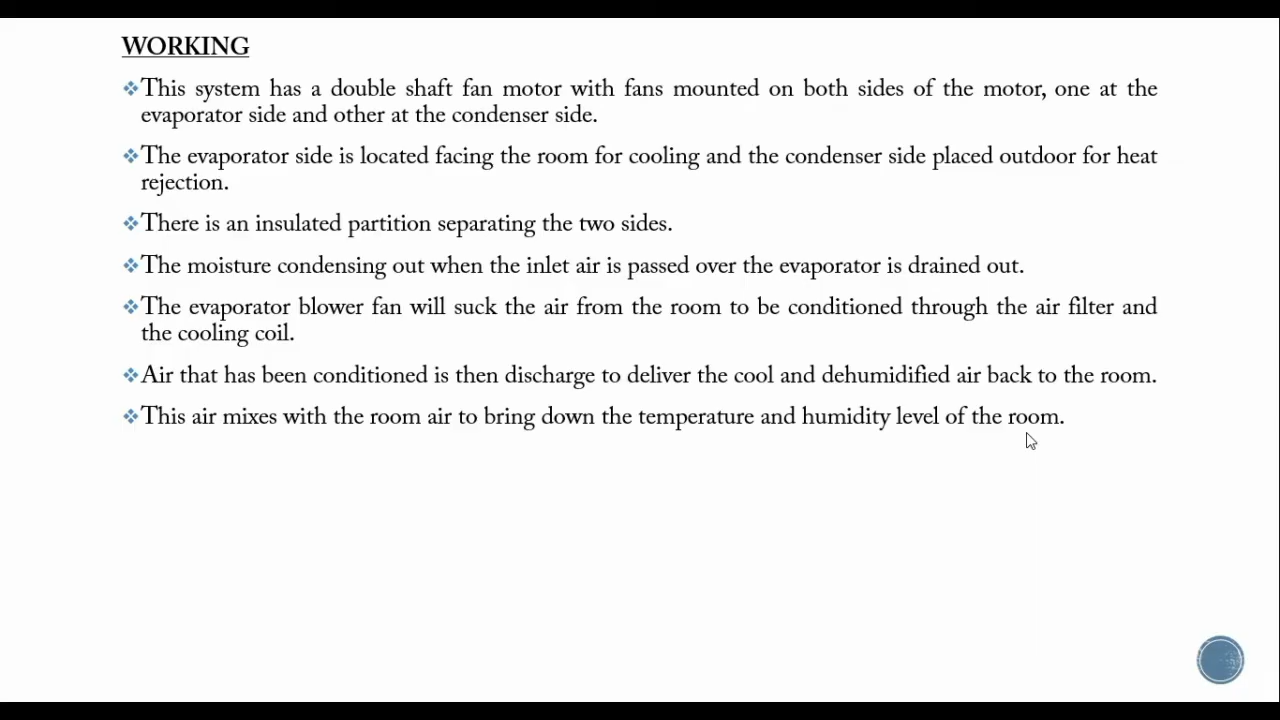 WORKING
❖This system has a double shaft fan motor with fans mounted on both sides of the motor, one at the
evaporator side and other at the condenser side.
❖The evaporator side is located facing the room for cooling and the condenser side placed outdoor for heat
rejection.
❖There is an insulated partition separating the two sides.
❖The moisture condensing out when the inlet air is passed over the evaporator is drained out.
❖The evaporator blower fan will suck the air from the room to be conditioned through the air filter and
the cooling coil.
❖Air that has been conditioned is then discharge to deliver the cool and dehumidified air back to the room.
❖This air mixes with the room air to bring down the temperature and humidity level of the room.